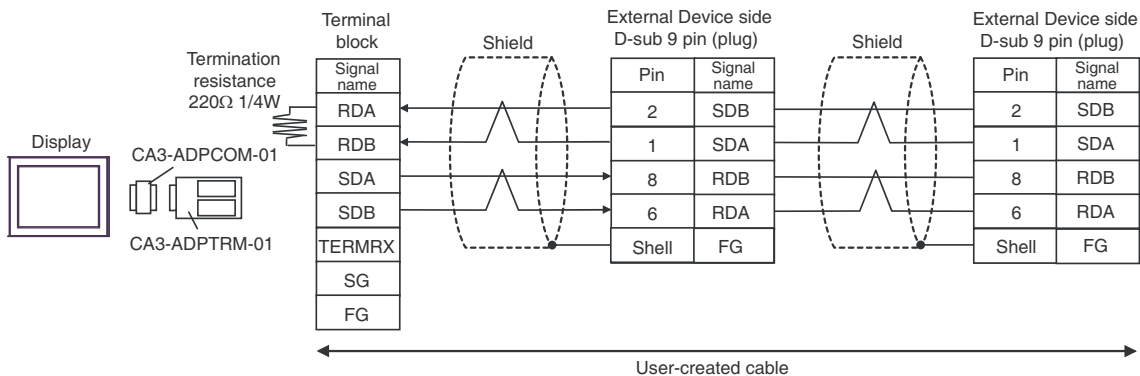 Terminal
block
Shield
External Device side
D-sub 9 pin (plug)
Shield
External Device side
D-sub 9 pin (plug)
Termination
resistance
220Ω 1/4W
Display
CA3-ADPCOM-01
CA3-ADPTRM-01
Signal
name
RDA
RDB
SDA
SDB
TERMRX
SG
FG
Pin Signal
name
2 SDB
1 SDA
8 RDB
6 RDA
Shell FG
Pin Signal
name
2 SDB
1 SDA
8 RDB
6 RDA
Shell FG
User-created cable